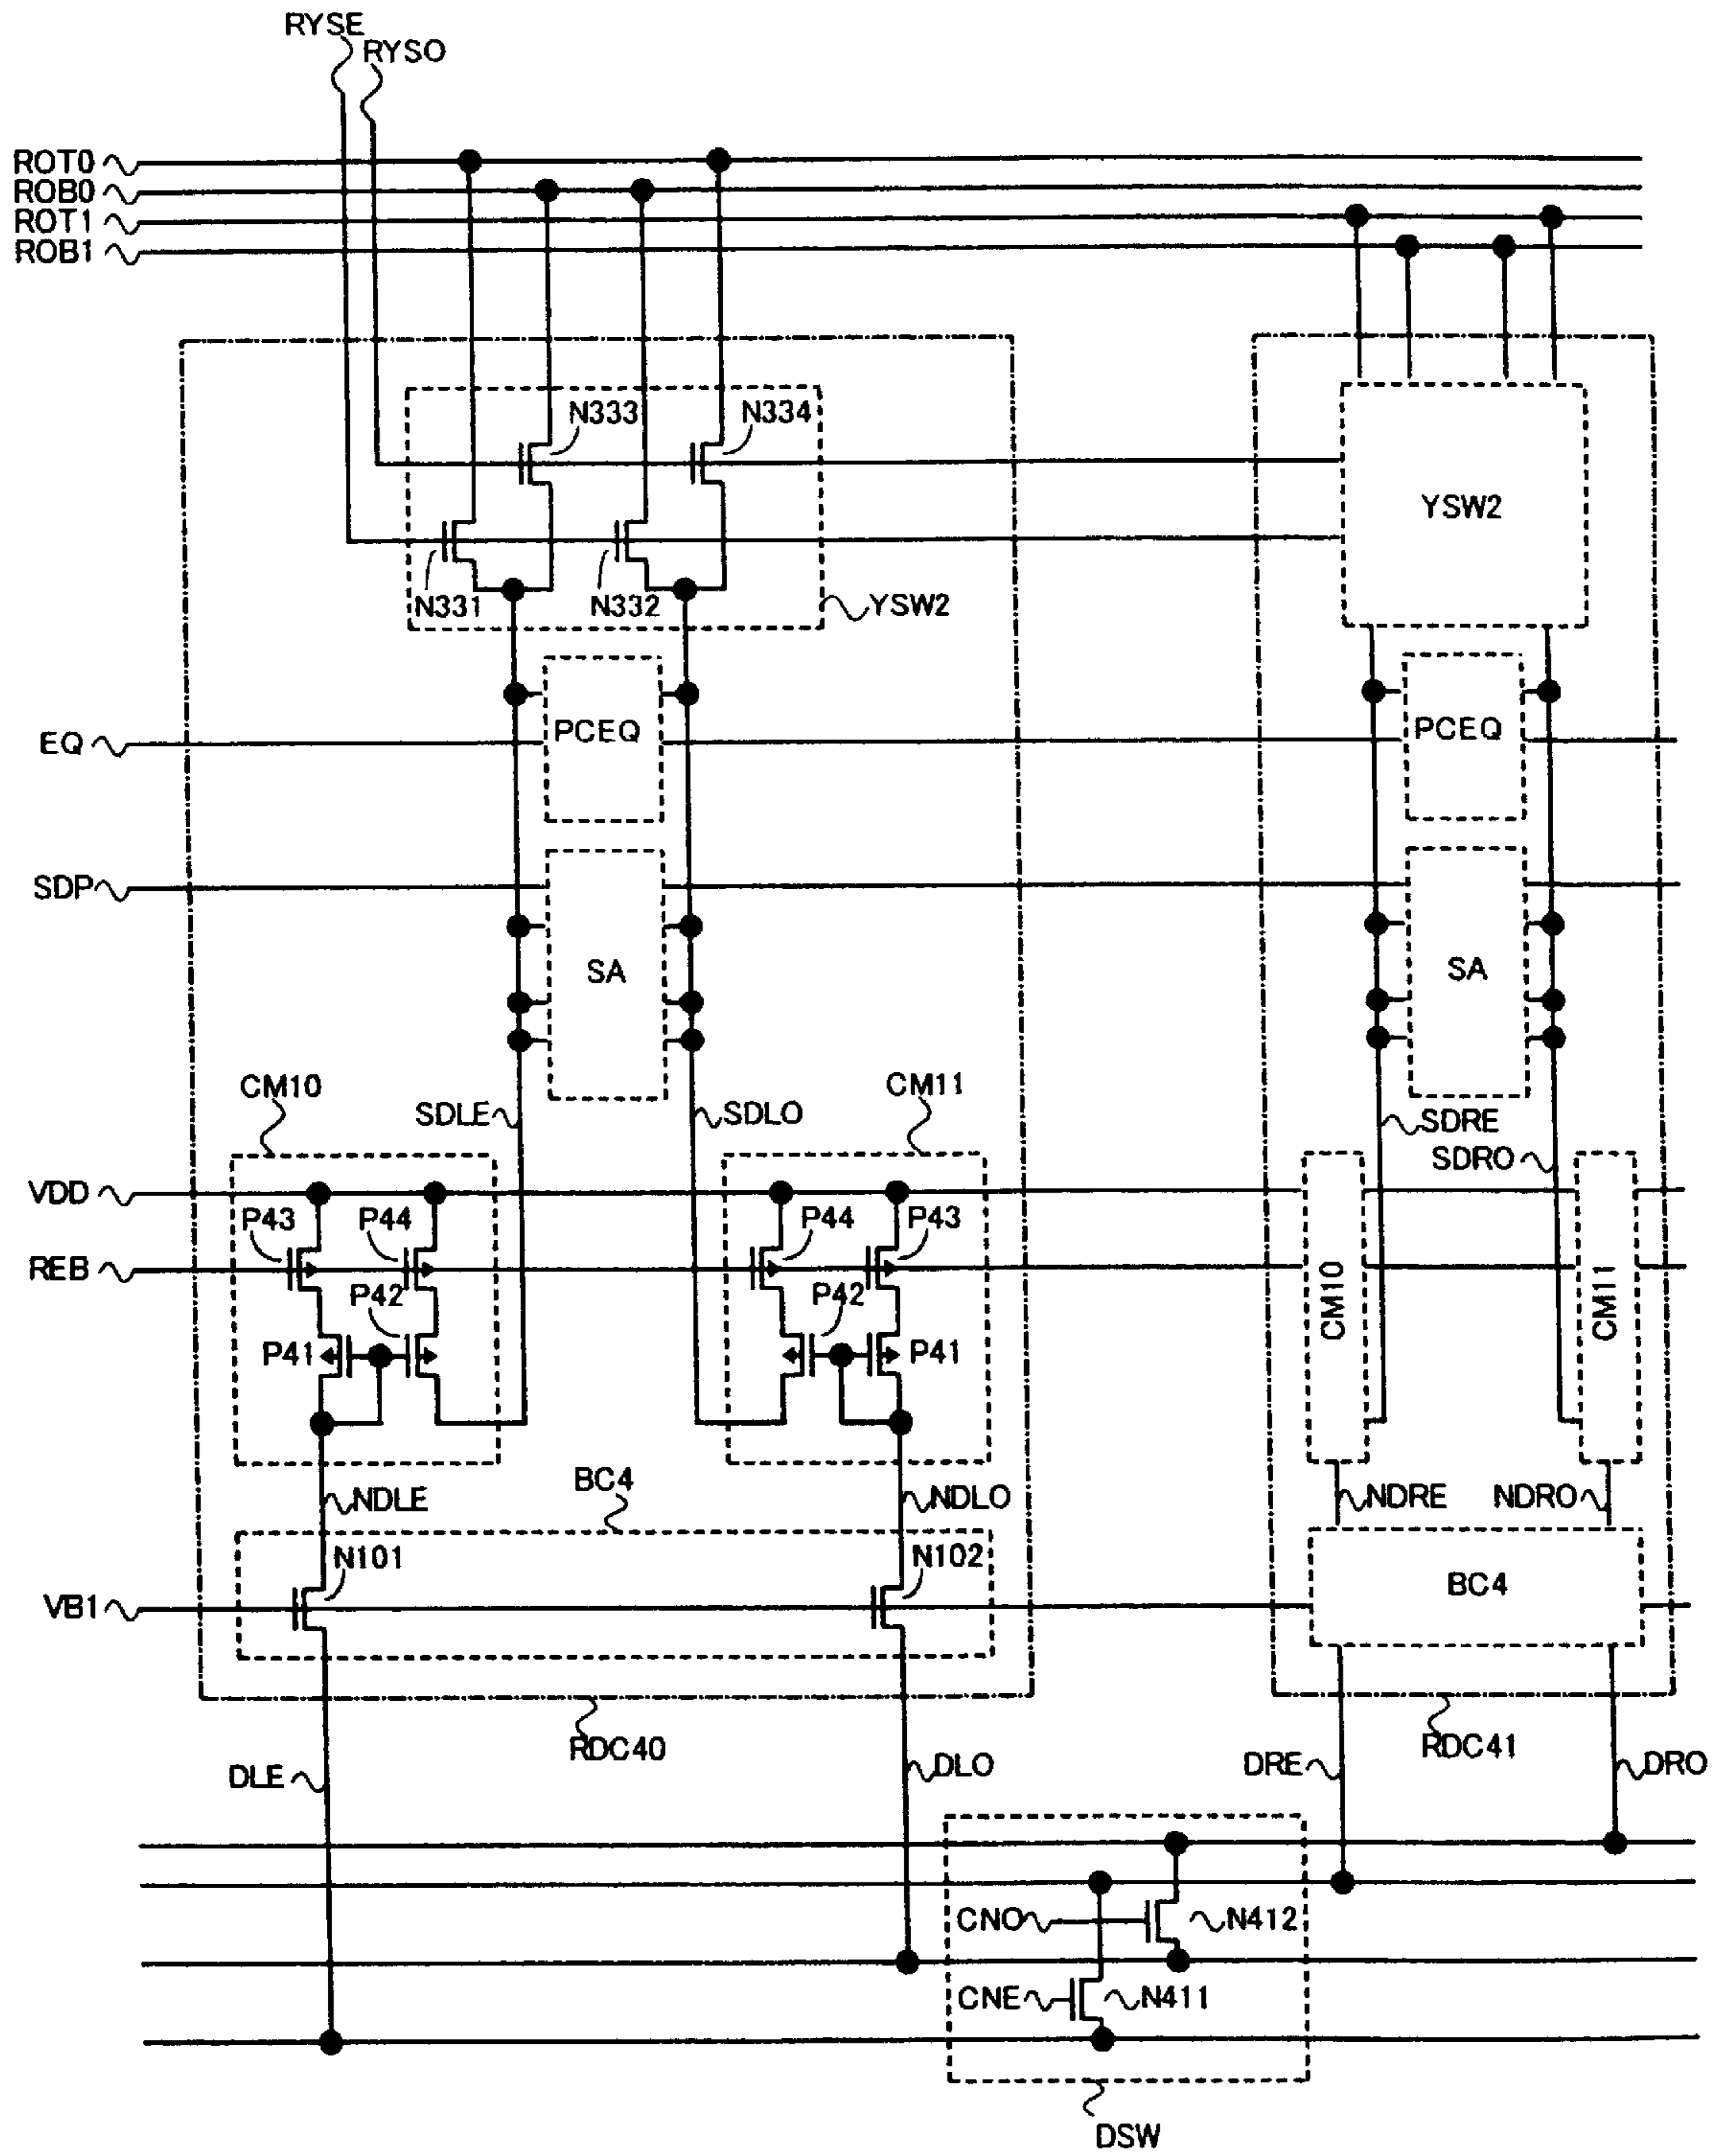 RYSE
RYSO
ROT0
ROB0
ROT1
ROB1
N333
N334
YSW2
N331
N332
YSW2
EQ
PCEQ
PCEQ
SDP
SA
SA
CM10
CM11
SDLE
SDLO
SDRE
SDRO
VDD
P43
P44
P44
P43
REB
P42
P42
CM10
CM11
P41
P41
BC4
NDLE
NDLO
NDRE
NDRO
N101
N102
VB1
BC4
RDC40
RDC41
DLE
DLO
DRE
DRO
CNO
N412
CNE
N411
DSW